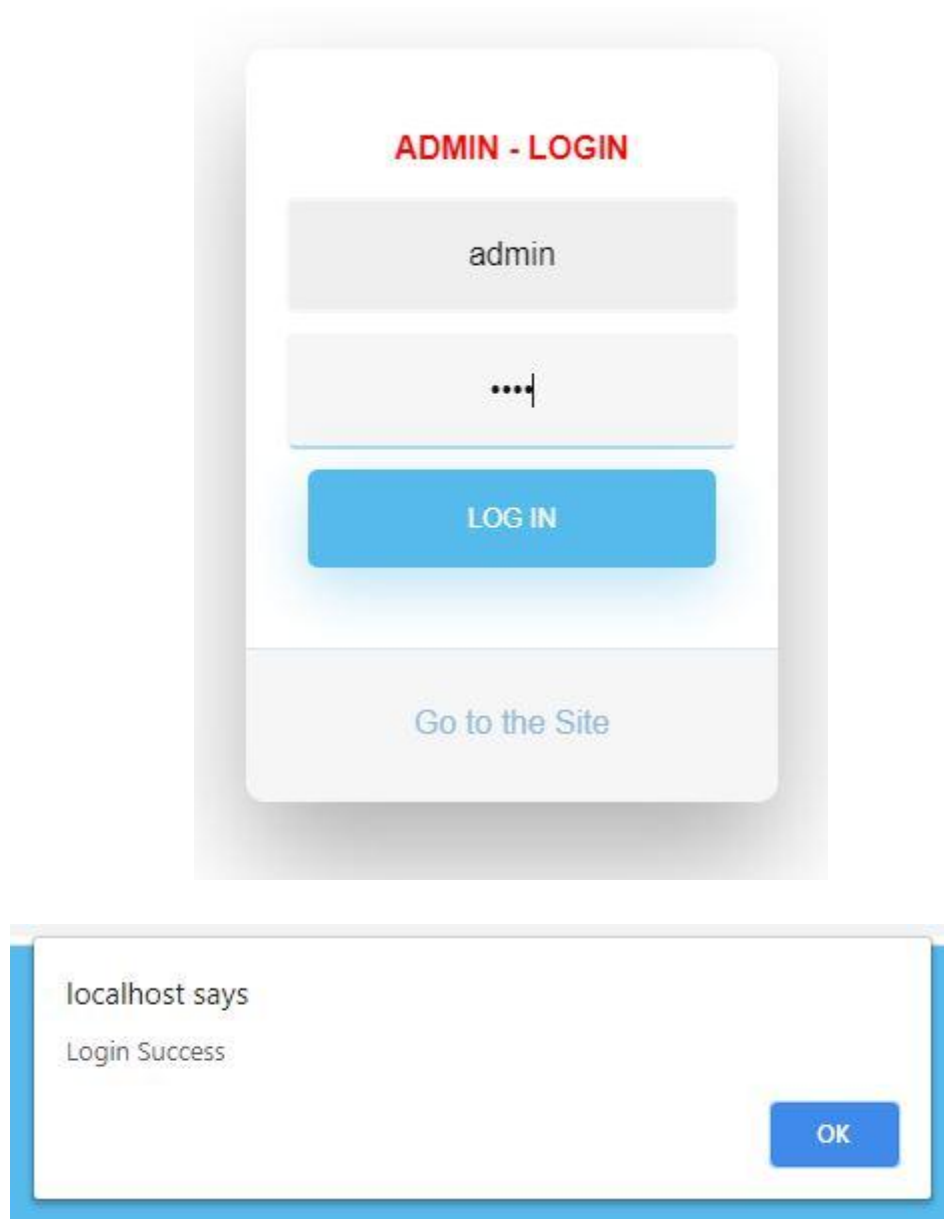 ADMIN - LOGIN
admin
••••
LOG IN
Go to the Site
localhost says
Login Success
OK